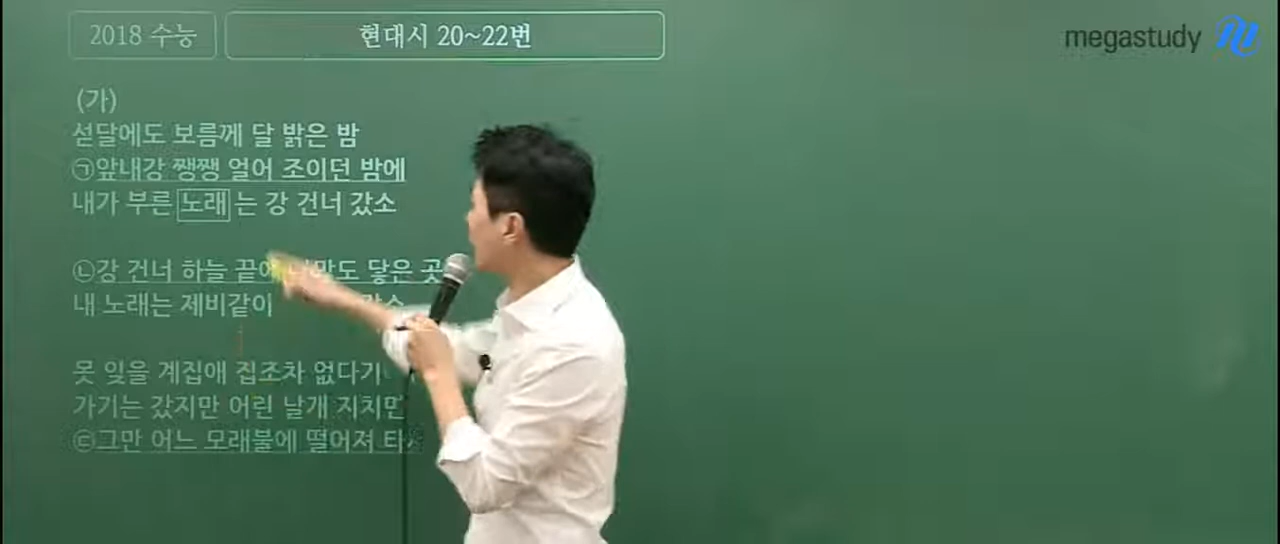 2018 수능
현대시 20~22번
megastudy
(가)
섣달에도 보름께 달 밝은 밤
㉠앞내강 쨍쨍 얼어 조이던 밤에
내가 부른 노래는 강 건너 갔소
㉡강 건너 하늘 끝에 닿은 곳
내 노래는 제비같이 갔소
못 잊을 계집애 집조차 없다기
가기는 갔지만 어린 날개 지치면
㉢그만 어느 모래불에 떨어져